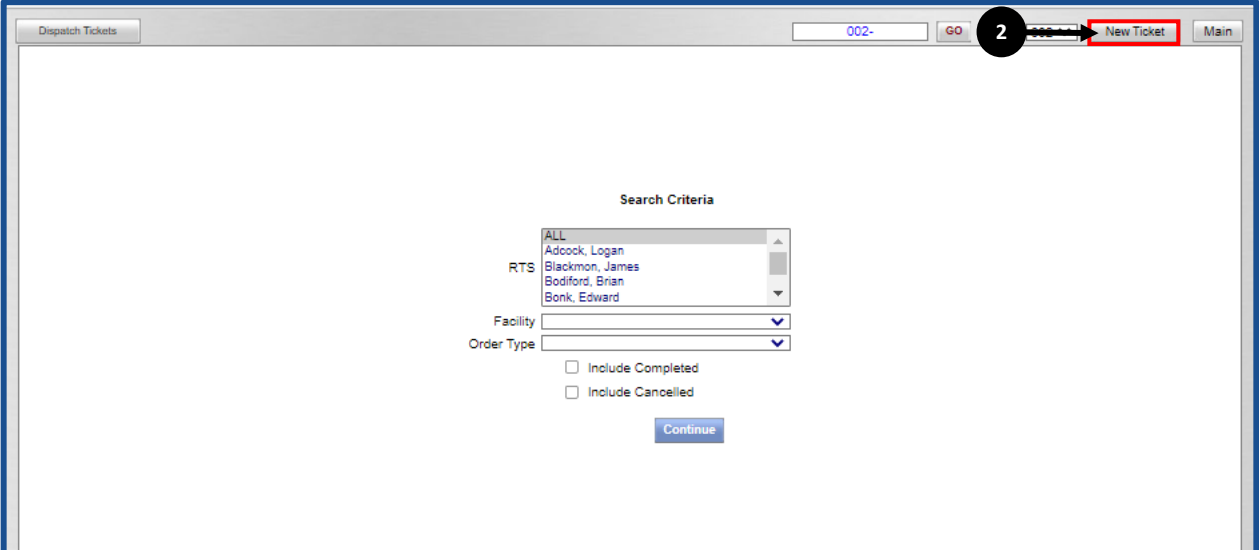 Dispatch Tickets
002-
GO
2
New Ticket
Main
Search Criteria
RTS
ALL
Adcock, Logan
Blackmon, James
Bodiford, Brian
Bonk, Edward
Facility
Order Type
Include Completed
Include Cancelled
Continue